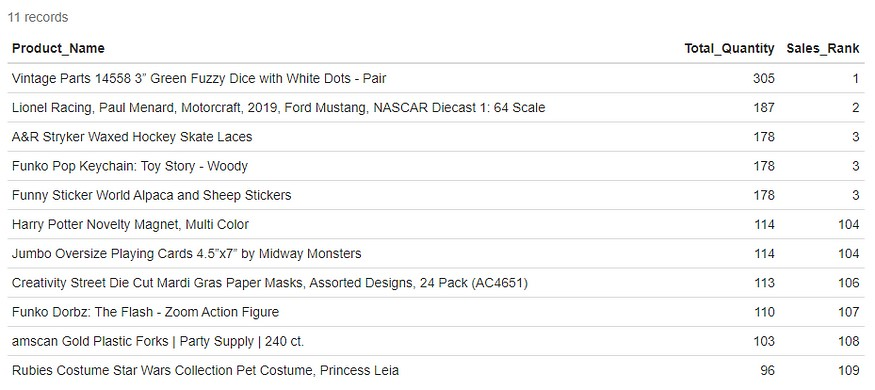 11 records
Product_Name Total_Quantity Sales_Rank
Vintage Parts 14558 3” Green Fuzzy Dice with White Dots - Pair 305 1
Lionel Racing, Paul Menard, Motorcraft, 2019, Ford Mustang, NASCAR Diecast 1: 64 Scale 187 2
A&R Stryker Waxed Hockey Skate Laces 178 3
Funko Pop Keychain: Toy Story - Woody 178 3
Funny Sticker World Alpaca and Sheep Stickers 178 3
Harry Potter Novelty Magnet, Multi Color 114 104
Jumbo Oversize Playing Cards 4.5”x7” by Midway Monsters 114 104
Creativity Street Die Cut Mardi Gras Paper Masks, Assorted Designs, 24 Pack (AC4651) 113 106
Funko Dorbz: The Flash - Zoom Action Figure 110 107
amscan Gold Plastic Forks | Party Supply | 240 ct. 103 108
Rubies Costume Star Wars Collection Pet Costume, Princess Leia 96 109